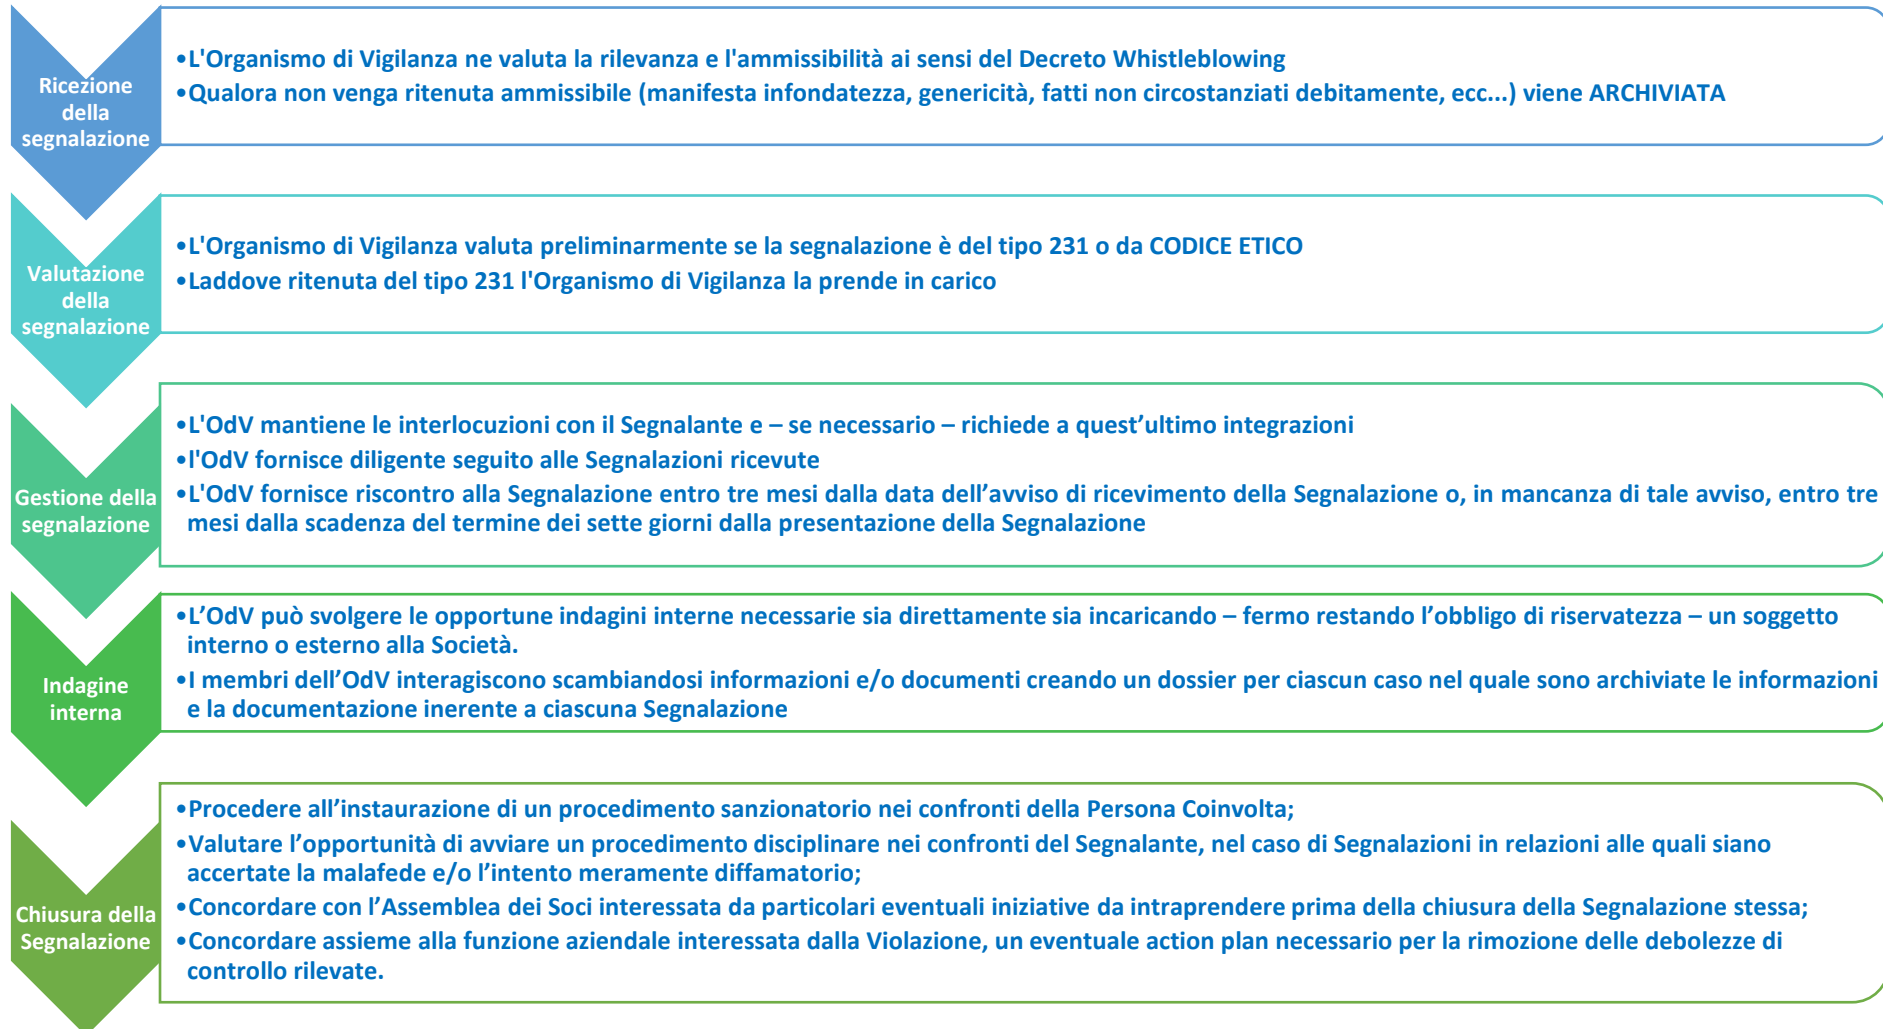 Ricezione
della
segnalazione
•L'Organismo di Vigilanza ne valuta la rilevanza e l'ammissibilità ai sensi del Decreto Whistleblowing
•Qualora non venga ritenuta ammissibile (manifesta infondatezza, genericità, fatti non circostanziati debitamente, ecc...) viene ARCHIVIATA
Valutazione
della
segnalazione
•L'Organismo di Vigilanza valuta preliminarmente se la segnalazione è del tipo 231 o da CODICE ETICO
•Laddove ritenuta del tipo 231 l'Organismo di Vigilanza la prende in carico
Gestione della
segnalazione
•L'OdV mantiene le interlocuzioni con il Segnalante e – se necessario – richiede a quest’ultimo integrazioni
•l'OdV fornisce diligente seguito alle Segnalazioni ricevute
•L'OdV fornisce riscontro alla Segnalazione entro tre mesi dalla data dell’avviso di ricevimento della Segnalazione o, in mancanza di tale avviso, entro tre
mesi dalla scadenza del termine dei sette giorni dalla presentazione della Segnalazione
Indagine
interna
•L’OdV può svolgere le opportune indagini interne necessarie sia direttamente sia incaricando – fermo restando l’obbligo di riservatezza – un soggetto
interno o esterno alla Società.
•I membri dell’OdV interagiscono scambiandosi informazioni e/o documenti creando un dossier per ciascun caso nel quale sono archiviate le informazioni
e la documentazione inerente a ciascuna Segnalazione
Chiusura della
Segnalazione
•Procedere all’instaurazione di un procedimento sanzionatorio nei confronti della Persona Coinvolta;
•Valutare l’opportunità di avviare un procedimento disciplinare nei confronti del Segnalante, nel caso di Segnalazioni in relazioni alle quali siano
accertate la malafede e/o l’intento meramente diffamatorio;
•Concordare con l’Assemblea dei Soci interessata da particolari eventuali iniziative da intraprendere prima della chiusura della Segnalazione stessa;
•Concordare assieme alla funzione aziendale interessata dalla Violazione, un eventuale action plan necessario per la rimozione delle debolezze di
controllo rilevate.